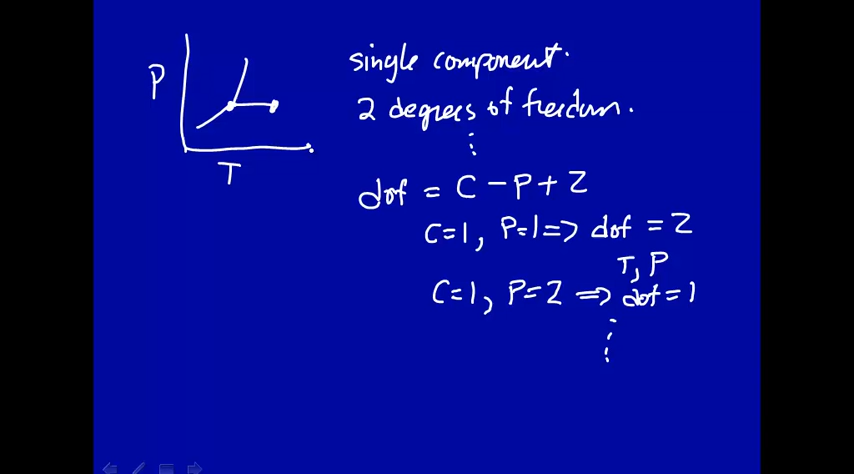 P
T
single component.
2 degrees of freedom.
⋮
dof = C - P + 2
C=1, P=1 => dof = 2
T, P
C=1, P=2 => dof = 1
⋮